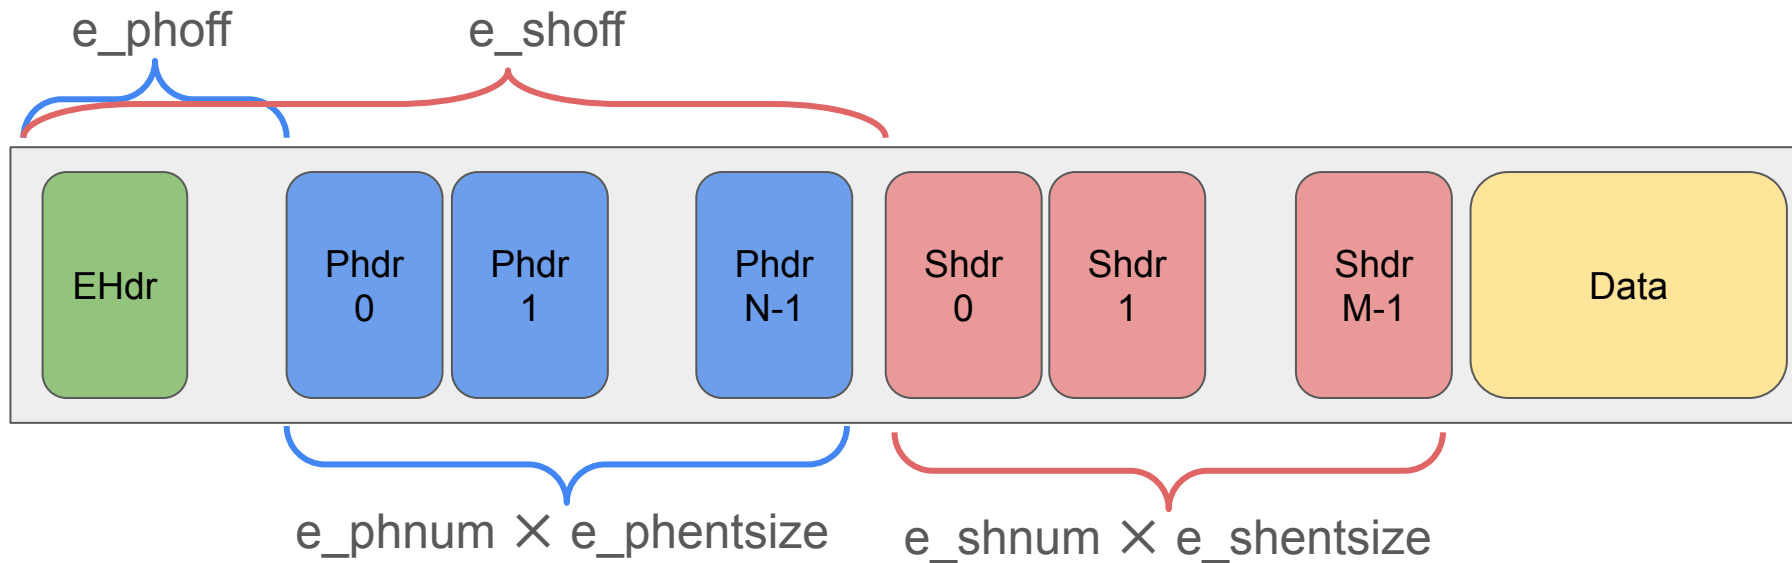 e_phoff
e_shoff
EHdr
Phdr
0
Phdr
1
Phdr
N-1
Shdr
0
Shdr
1
Shdr
M-1
Data
e_phnum × e_phentsize
e_shnum × e_shentsize